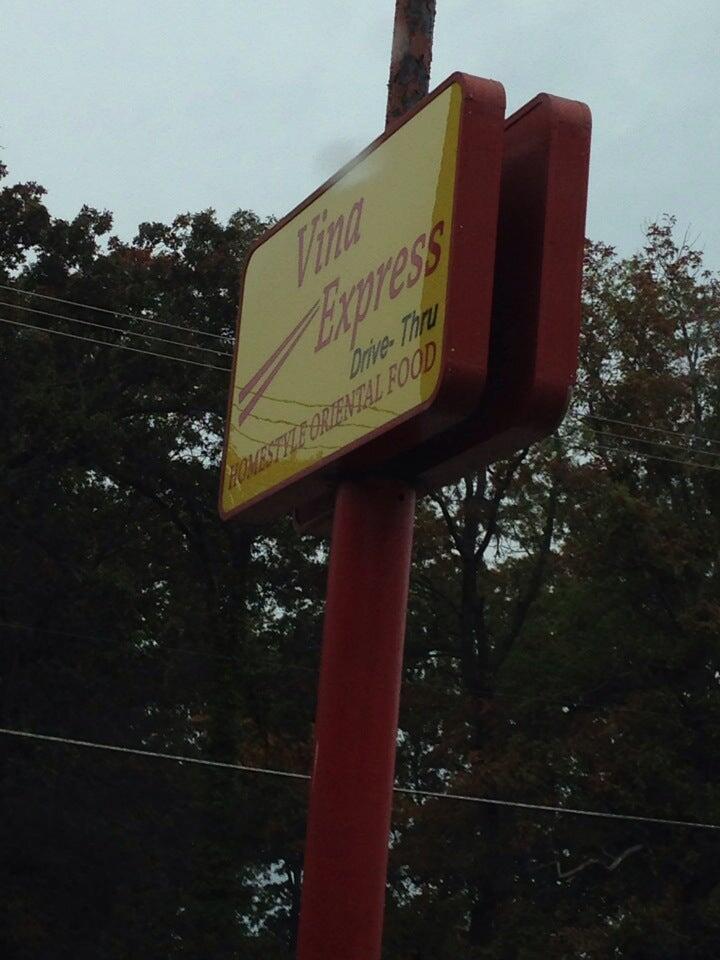 Vina
Express
Drive- Thru
HOMESTYLE ORIENTAL FOOD